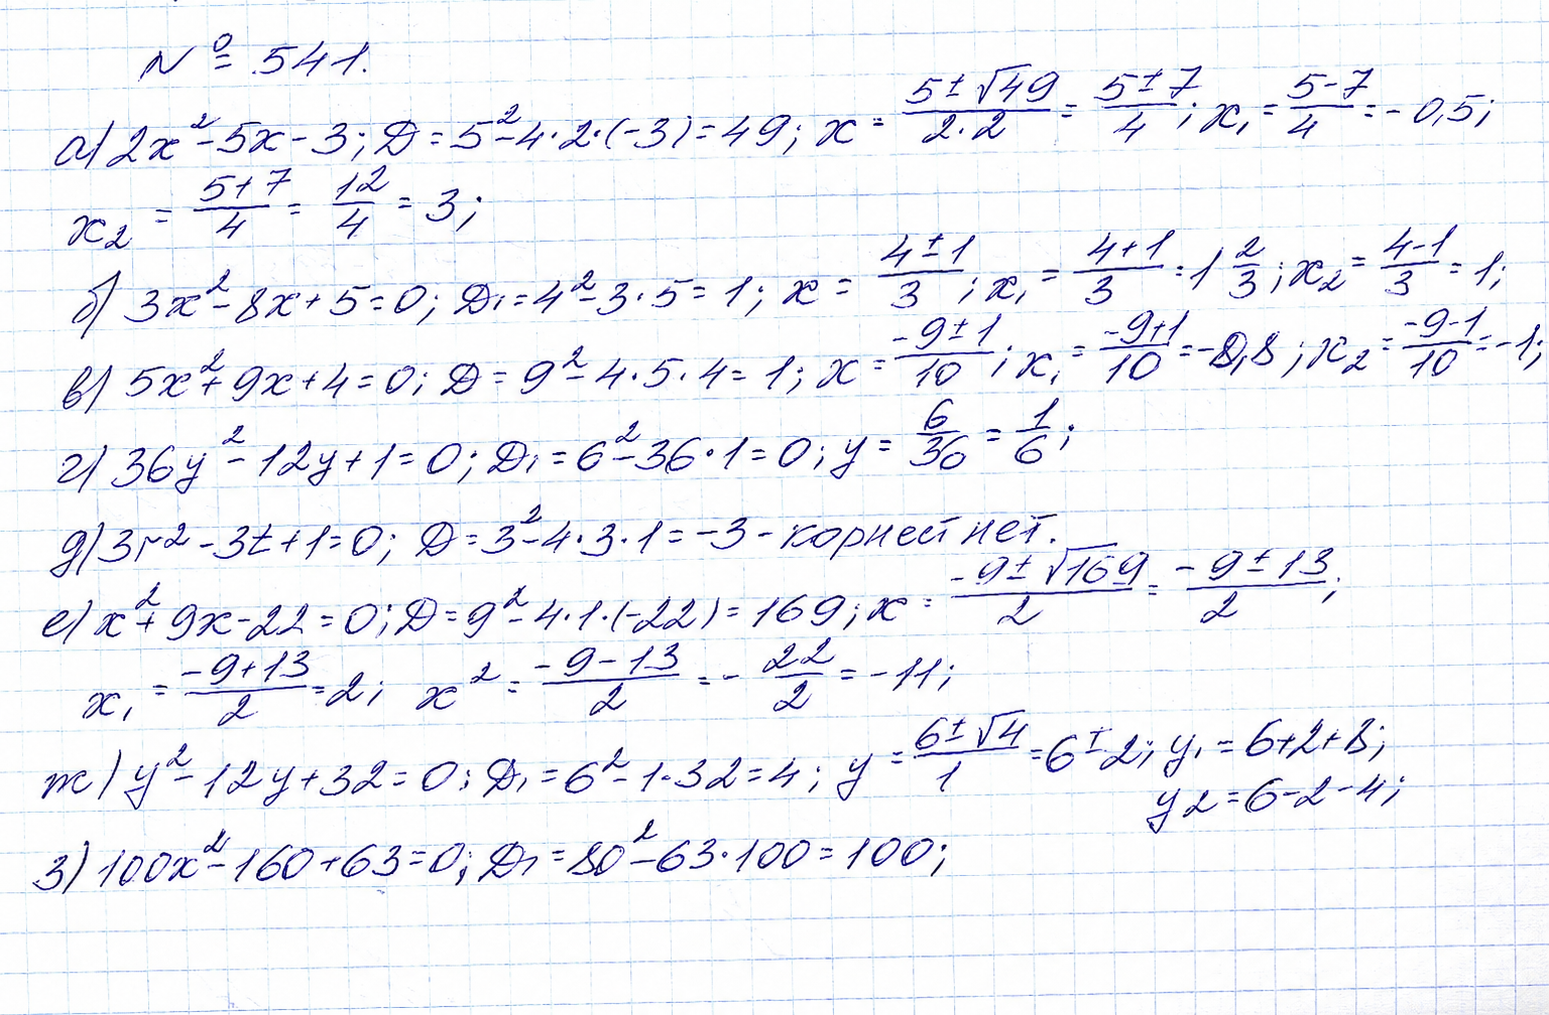 № 541.
а) 2x² - 5x - 3; D = 5² - 4·2·(-3) = 49; x = (5 ± √49)/(2·2) = (5 ± 7)/4; x₁ = (5-7)/4 = -0,5;
x₂ = (5+7)/4 = 12/4 = 3;
б) 3x² - 8x + 5 = 0; D₁ = 4² - 3·5 = 1; x = (4 ± 1)/3; x₁ = (4+1)/3 = 1 2/3; x₂ = (4-1)/3 = 1;
в) 5x² + 9x + 4 = 0; D = 9² - 4·5·4 = 1; x = (-9 ± 1)/10; x₁ = (-9+1)/10 = -0,8; x₂ = (-9-1)/10 = -1;
г) 36y² - 12y + 1 = 0; D₁ = 6² - 36·1 = 0; y = 6/36 = 1/6;
д) 3t² - 3t + 1 = 0; D = 3² - 4·3·1 = -3 - корней нет.
е) x² + 9x - 22 = 0; D = 9² - 4·1·(-22) = 169; x = (-9 ± √169)/2 = (-9 ± 13)/2;
x₁ = (-9+13)/2 = 2; x² = (-9-13)/2 = -22/2 = -11;
ж) y² - 12y + 32 = 0; D₁ = 6² - 1·32 = 4; y = (6 ± √4)/1 = 6 ± 2; y₁ = 6+2+8;
y₂ = 6-2-4;
з) 100x² - 160 + 63 = 0; D₁ = 80² - 63·100 = 100;